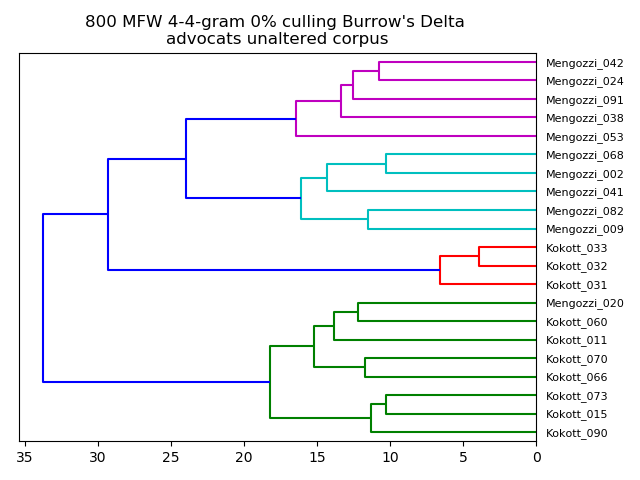 800 MFW 4-4-gram 0% culling Burrow's Delta
advocats unaltered corpus
Mengozzi_042
Mengozzi_024
Mengozzi_091
Mengozzi_038
Mengozzi_053
Mengozzi_068
Mengozzi_002
Mengozzi_041
Mengozzi_082
Mengozzi_009
Kokott_033
Kokott_032
Kokott_031
Mengozzi_020
Kokott_060
Kokott_011
Kokott_070
Kokott_066
Kokott_073
Kokott_015
Kokott_090
35 30 25 20 15 10 5 0